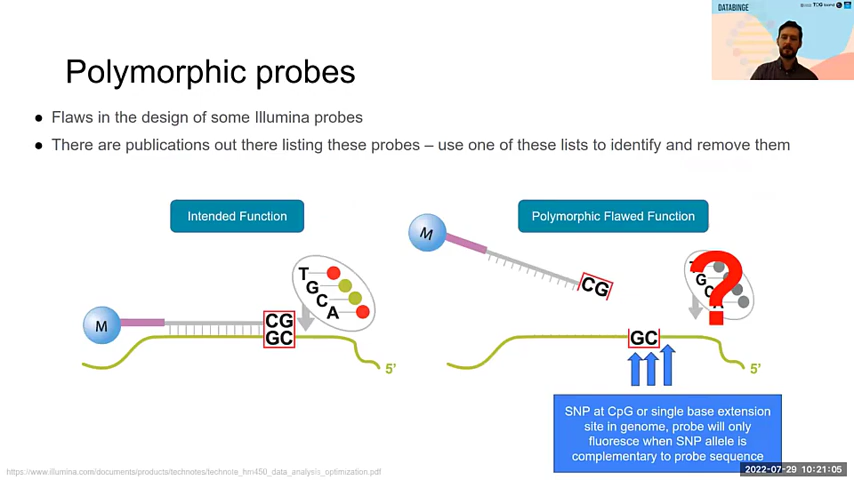 DATABINGE
Polymorphic probes
● Flaws in the design of some Illumina probes
● There are publications out there listing these probes – use one of these lists to identify and remove them
Intended Function
Polymorphic Flawed Function
M
CG
GC
T
G
C
A
5'
M
CG
G
C
A
?
GC
5'
SNP at CpG or single base extension
site in genome, probe will only
fluoresce when SNP allele is
complementary to probe sequence
https://www.illumina.com/documents/products/technotes/technote_hm450_data_analysis_optimization.pdf
2022-07-29 10:21:05